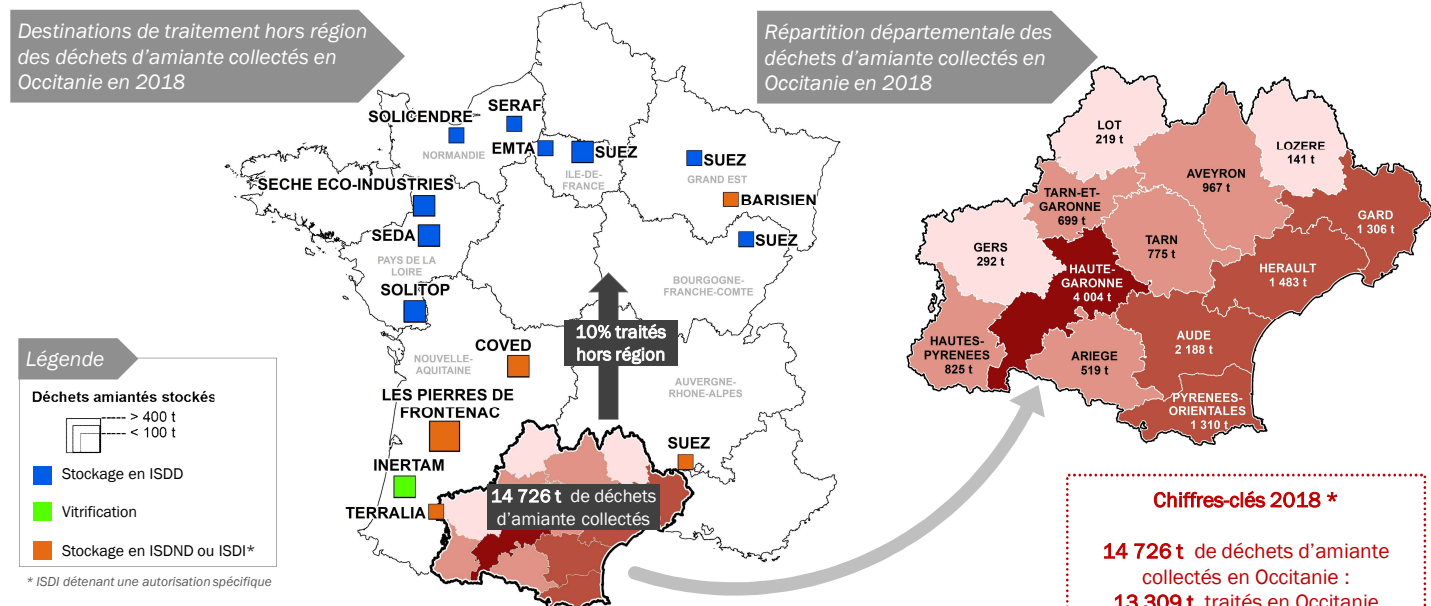 Destinations de traitement hors région
des déchets d'amiante collectés en
Occitanie en 2018
SOLICENDRE
SERAF
NORMANDIE
EMTA
SUEZ
ILE-DE-
FRANCE
SUEZ
GRAND EST
BARISIEN
SECHE ECO-INDUSTRIES
SEDA
SUEZ
PAYS DE LA
LOIRE
BOURGOGNE-
FRANCHE-COMTE
SOLITOP
10% traités
hors région
COVED
NOUVELLE-
AQUITAINE
AUVERGNE-
RHONE-ALPES
LES PIERRES DE
FRONTENAC
SUEZ
INERTAM
14 726 t de déchets
d'amiante collectés
TERRALIA
Légende
Déchets amiantés stockés
> 400 t
< 100 t
Stockage en ISDD
Vitrification
Stockage en ISDND ou ISDI*
* ISDI détenant une autorisation spécifique
Répartition départementale des
déchets d'amiante collectés en
Occitanie en 2018
LOT
219 t
LOZERE
141 t
AVEYRON
967 t
TARN-ET-
GARONNE
699 t
GARD
1 306 t
GERS
292 t
TARN
775 t
HAUTE-
GARONNE
4 004 t
HERAULT
1 483 t
AUDE
2 188 t
HAUTES-
PYRENEES
825 t
ARIEGE
519 t
PYRENEES-
ORIENTALES
1 310 t
Chiffres-clés 2018 *
14 726 t de déchets d'amiante
collectés en Occitanie :
13 309 t traités en Occitanie